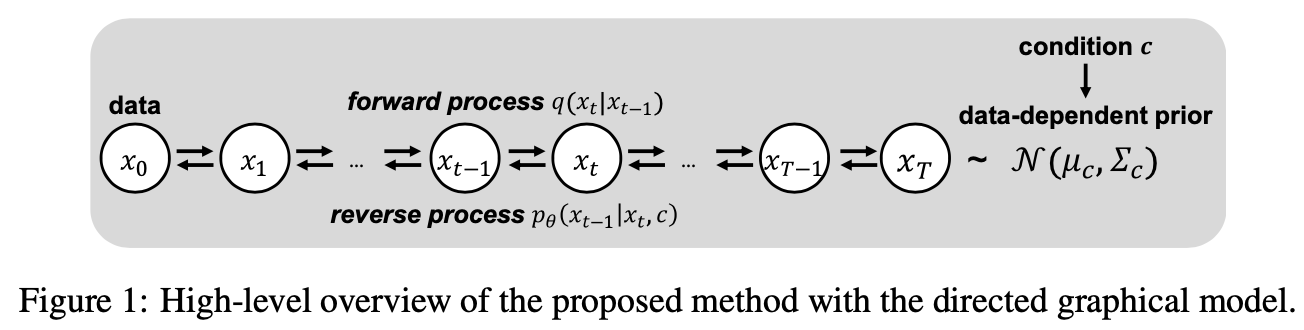 condition c
data
forward process q(x_t|x_{t−1})
data-dependent prior
x_0 x_1 ... x_{t−1} x_t ... x_{T−1} x_T ~ 𝒩(μ_c, Σ_c)
reverse process p_θ(x_{t−1}|x_t, c)
Figure 1: High-level overview of the proposed method with the directed graphical model.